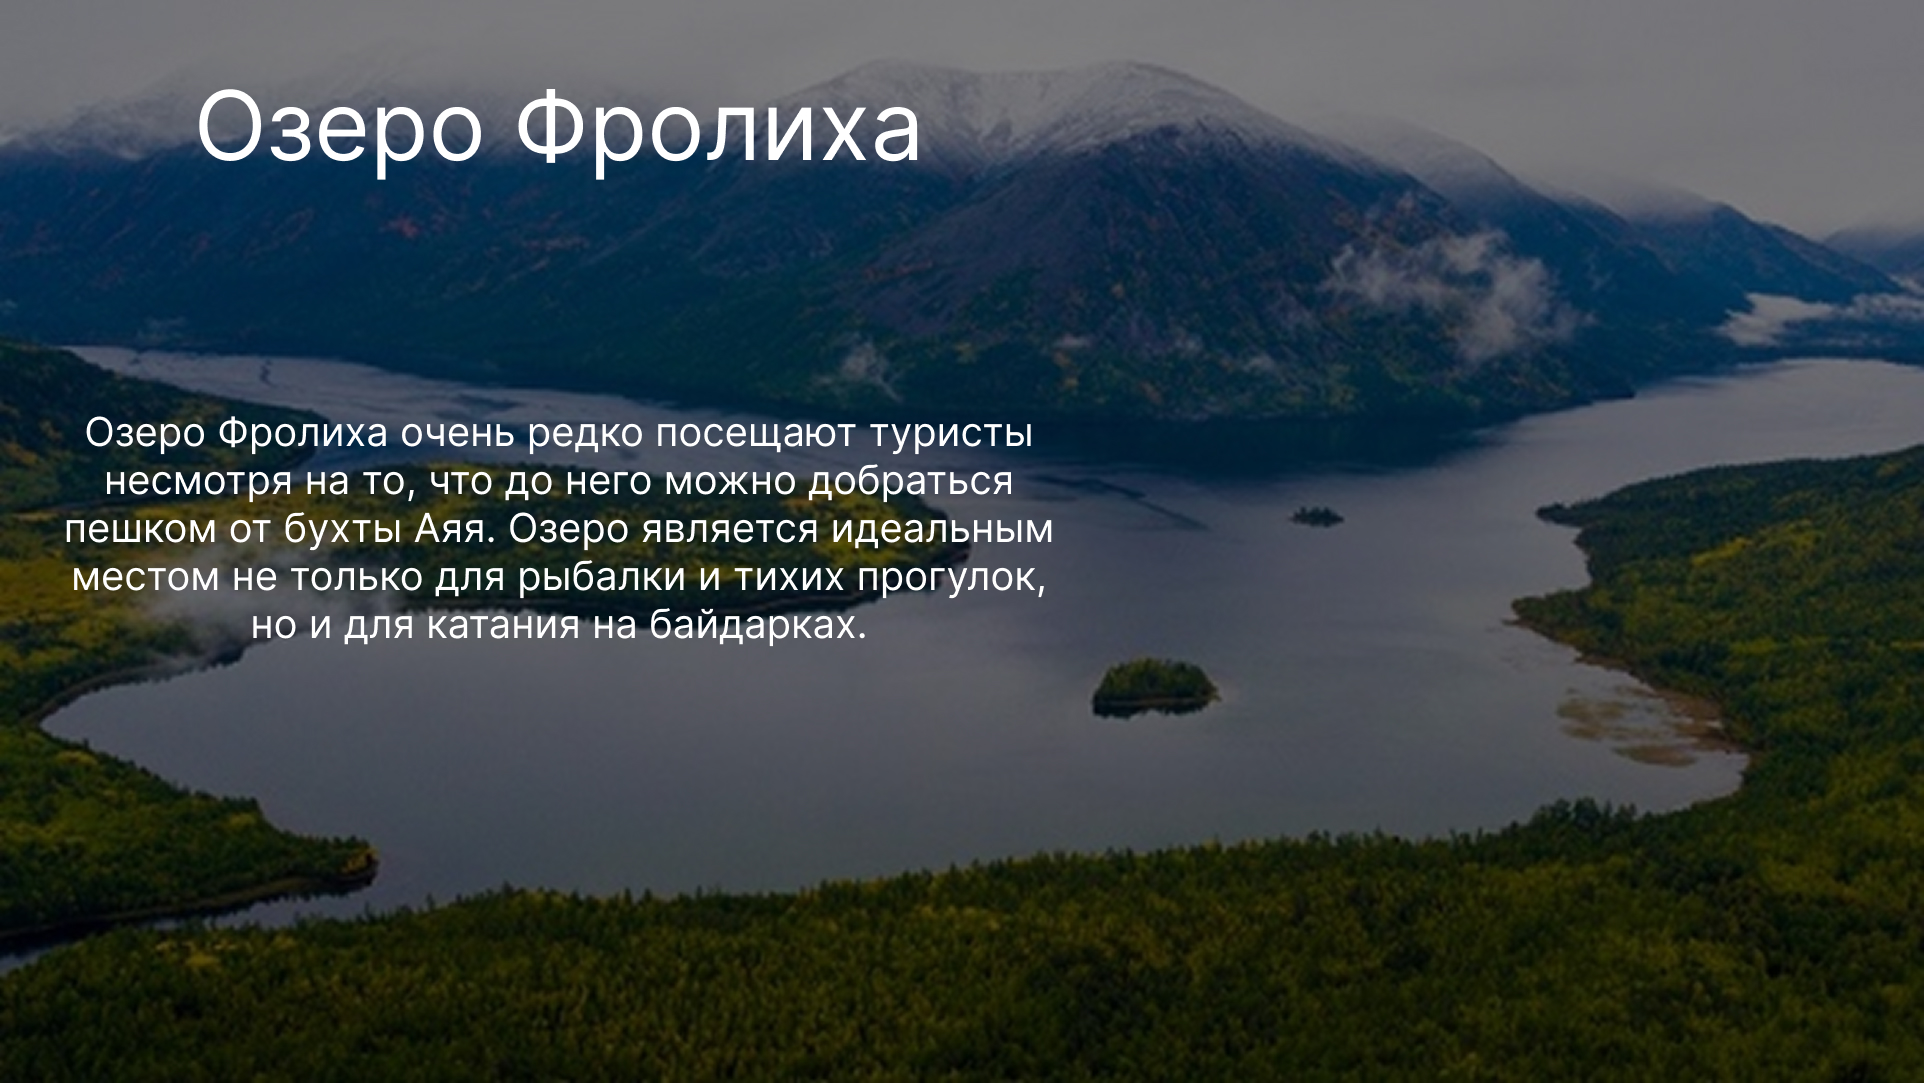 Озеро Фролиха
Озеро Фролиха очень редко посещают туристы
несмотря на то, что до него можно добраться
пешком от бухты Аяя. Озеро является идеальным
местом не только для рыбалки и тихих прогулок,
но и для катания на байдарках.